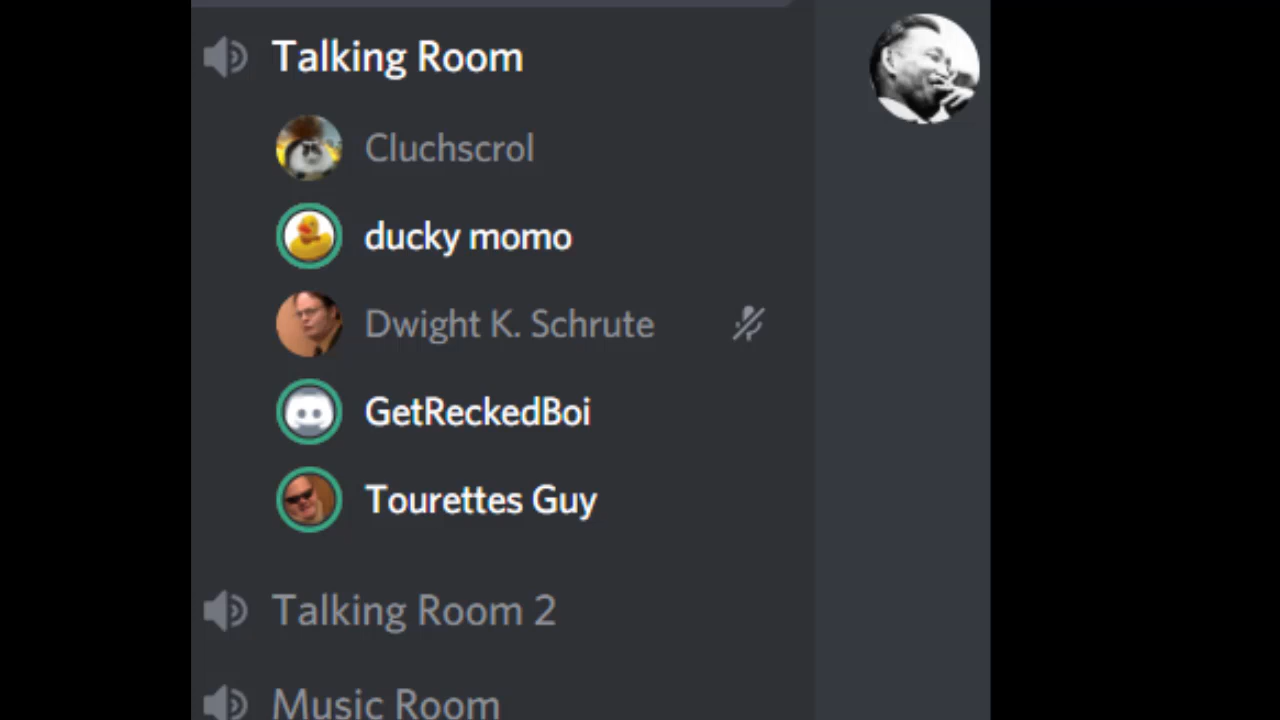 Talking Room
Cluchscrol
ducky momo
Dwight K. Schrute
GetReckedBoi
Tourettes Guy
Talking Room 2
Music Room